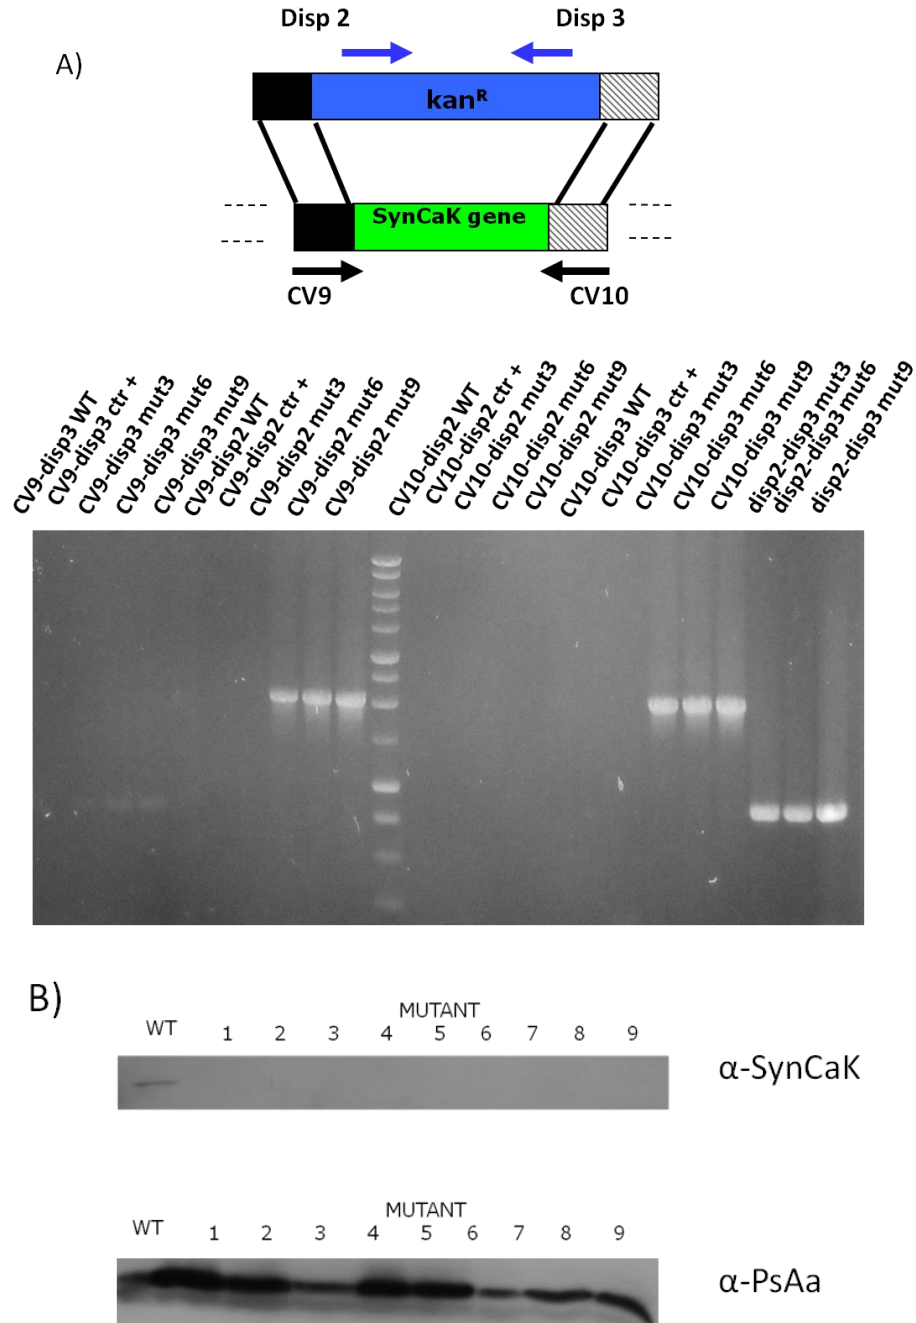 Disp 2 Disp 3
A)
kanR
SynCaK gene
CV9 CV10
CV9-disp3 WT
CV9-disp3 ctr +
CV9-disp3 mut3
CV9-disp3 mut6
CV9-disp3 mut9
CV9-disp2 WT
CV9-disp2 ctr +
CV9-disp2 mut3
CV9-disp2 mut6
CV9-disp2 mut9
CV10-disp2 WT
CV10-disp2 ctr +
CV10-disp2 mut3
CV10-disp2 mut6
CV10-disp2 mut9
CV10-disp3 WT
CV10-disp3 ctr +
CV10-disp3 mut3
CV10-disp3 mut6
CV10-disp3 mut9
disp2-disp3 mut3
disp2-disp3 mut6
disp2-disp3 mut9
B)
MUTANT
WT 1 2 3 4 5 6 7 8 9
α-SynCaK
MUTANT
WT 1 2 3 4 5 6 7 8 9
α-PsAa